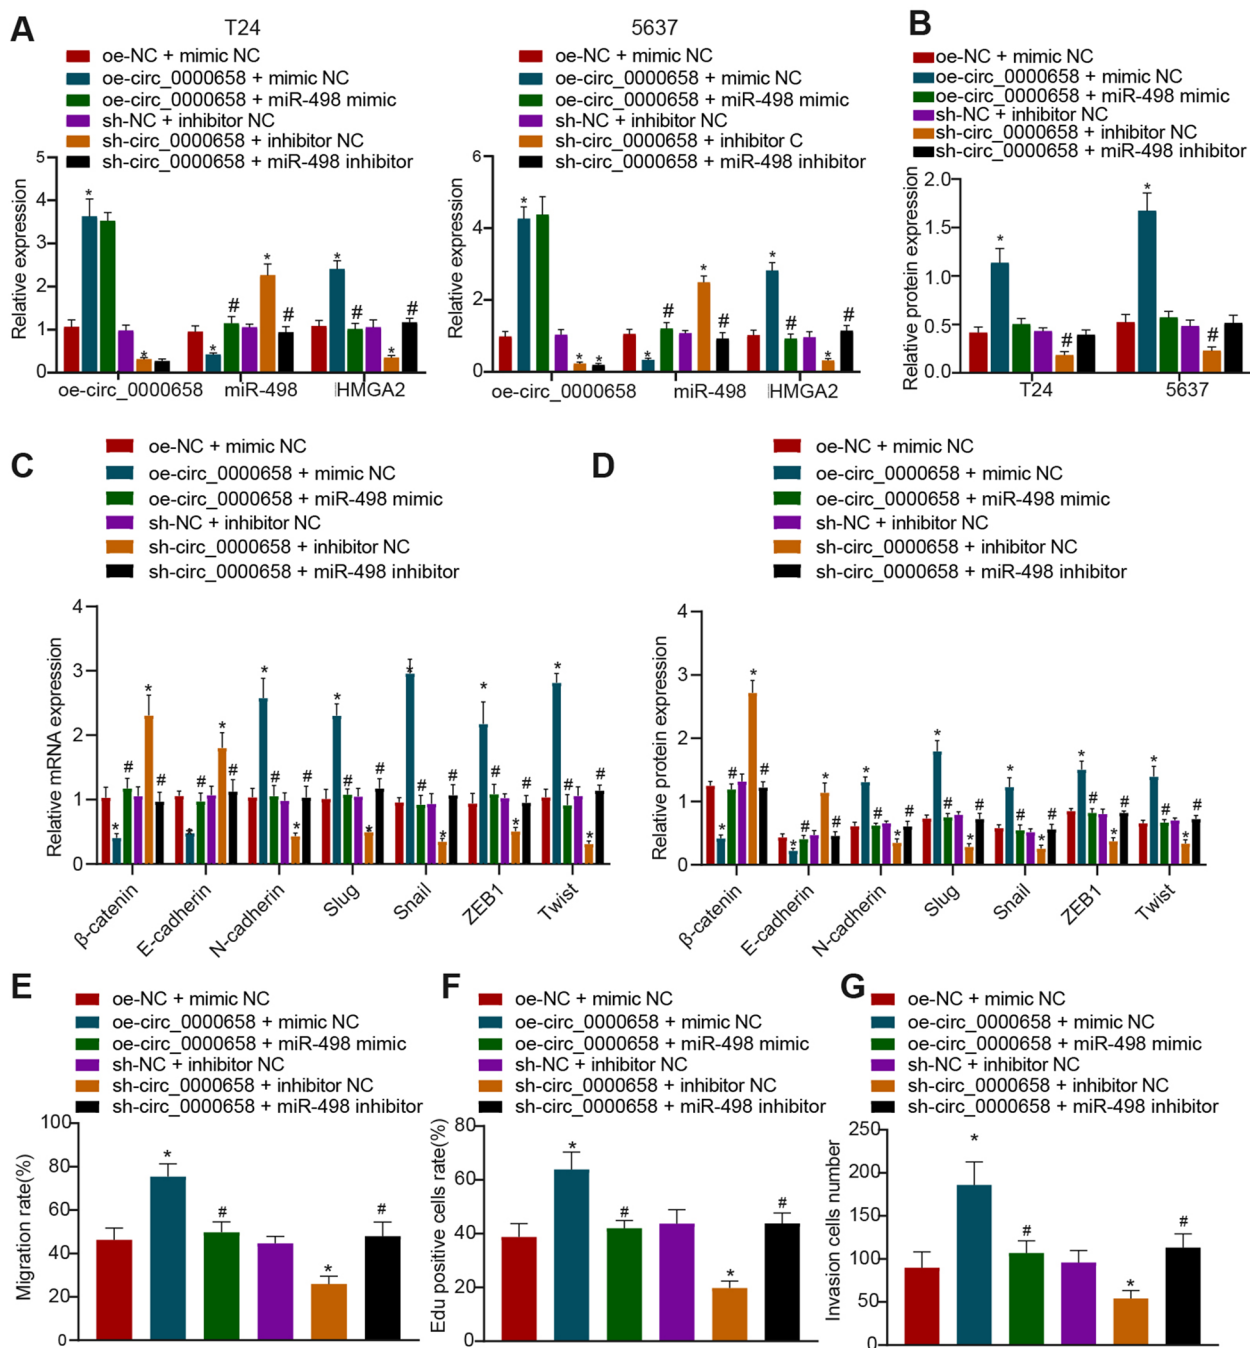 A
T24
oe-NC + mimic NC
oe-circ_0000658 + mimic NC
oe-circ_0000658 + miR-498 mimic
sh-NC + inhibitor NC
sh-circ_0000658 + inhibitor NC
sh-circ_0000658 + miR-498 inhibitor
Relative expression
5
4
3
2
1
0
* * * * * # # # #
oe-circ_0000658 miR-498 HMGA2
5637
oe-NC + mimic NC
oe-circ_0000658 + mimic NC
oe-circ_0000658 + miR-498 mimic
sh-NC + inhibitor NC
sh-circ_0000658 + inhibitor C
sh-circ_0000658 + miR-498 inhibitor
Relative expression
6
4
2
0
* * * * # * # * # * #
oe-circ_0000658 miR-498 HMGA2
B
oe-NC + mimic NC
oe-circ_0000658 + mimic NC
oe-circ_0000658 + miR-498 mimic
sh-NC + inhibitor NC
sh-circ_0000658 + inhibitor NC
sh-circ_0000658 + miR-498 inhibitor
Relative protein expression
2.0
1.5
1.0
0.5
0.0
* # * #
T24 5637
C
oe-NC + mimic NC
oe-circ_0000658 + mimic NC
oe-circ_0000658 + miR-498 mimic
sh-NC + inhibitor NC
sh-circ_0000658 + inhibitor NC
sh-circ_0000658 + miR-498 inhibitor
Relative mRNA expression
4
3
2
1
0
* # * # * # * # * # * # * # * # * # * # * # * # * # * #
β-catenin E-cadherin N-cadherin Slug Snail ZEB1 Twist
D
oe-NC + mimic NC
oe-circ_0000658 + mimic NC
oe-circ_0000658 + miR-498 mimic
sh-NC + inhibitor NC
sh-circ_0000658 + inhibitor NC
sh-circ_0000658 + miR-498 inhibitor
Relative protein expression
4
3
2
1
0
* # * # * # * # * # * # * # * # * # * # * # * # * # * #
β-catenin E-cadherin N-cadherin Slug Snail ZEB1 Twist
E
oe-NC + mimic NC
oe-circ_0000658 + mimic NC
oe-circ_0000658 + miR-498 mimic
sh-NC + inhibitor NC
sh-circ_0000658 + inhibitor NC
sh-circ_0000658 + miR-498 inhibitor
Migration rate(%)
100
80
60
40
20
0
* # * #
F
oe-NC + mimic NC
oe-circ_0000658 + mimic NC
oe-circ_0000658 + miR-498 mimic
sh-NC + inhibitor NC
sh-circ_0000658 + inhibitor NC
sh-circ_0000658 + miR-498 inhibitor
Edu positive cells rate(%)
80
60
40
20
0
* # * #
G
oe-NC + mimic NC
oe-circ_0000658 + mimic NC
oe-circ_0000658 + miR-498 mimic
sh-NC + inhibitor NC
sh-circ_0000658 + inhibitor NC
sh-circ_0000658 + miR-498 inhibitor
Invasion cells number
250
200
150
100
50
0
* # * #